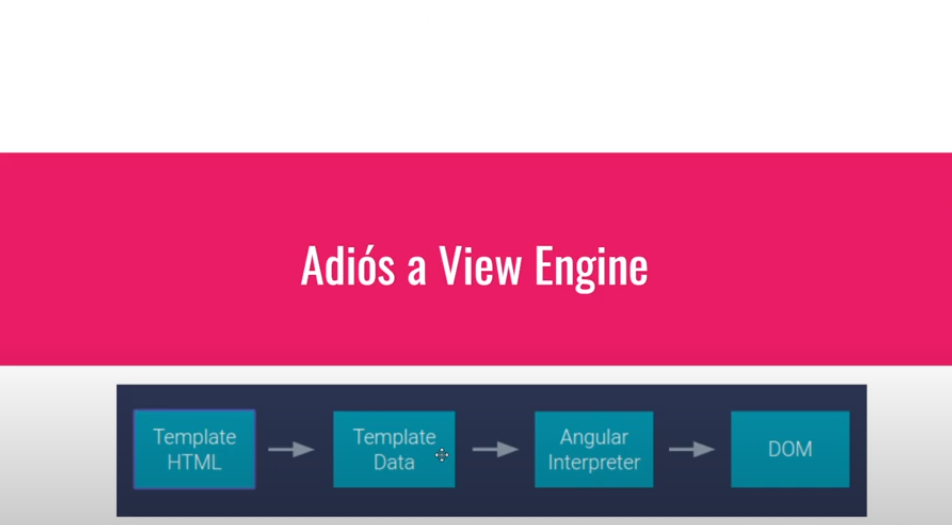 Adiós a View Engine
Template
HTML
Template
Data
Angular
Interpreter
DOM